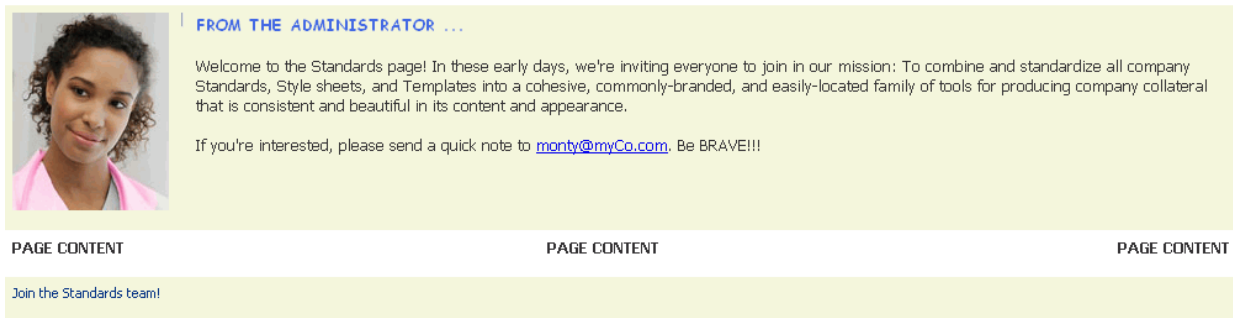 FROM THE ADMINISTRATOR ...
Welcome to the Standards page! In these early days, we're inviting everyone to join in our mission: To combine and standardize all company
Standards, Style sheets, and Templates into a cohesive, commonly-branded, and easily-located family of tools for producing company collateral
that is consistent and beautiful in its content and appearance.
If you're interested, please send a quick note to monty@myCo.com. Be BRAVE!!!
PAGE CONTENT PAGE CONTENT PAGE CONTENT
Join the Standards team!